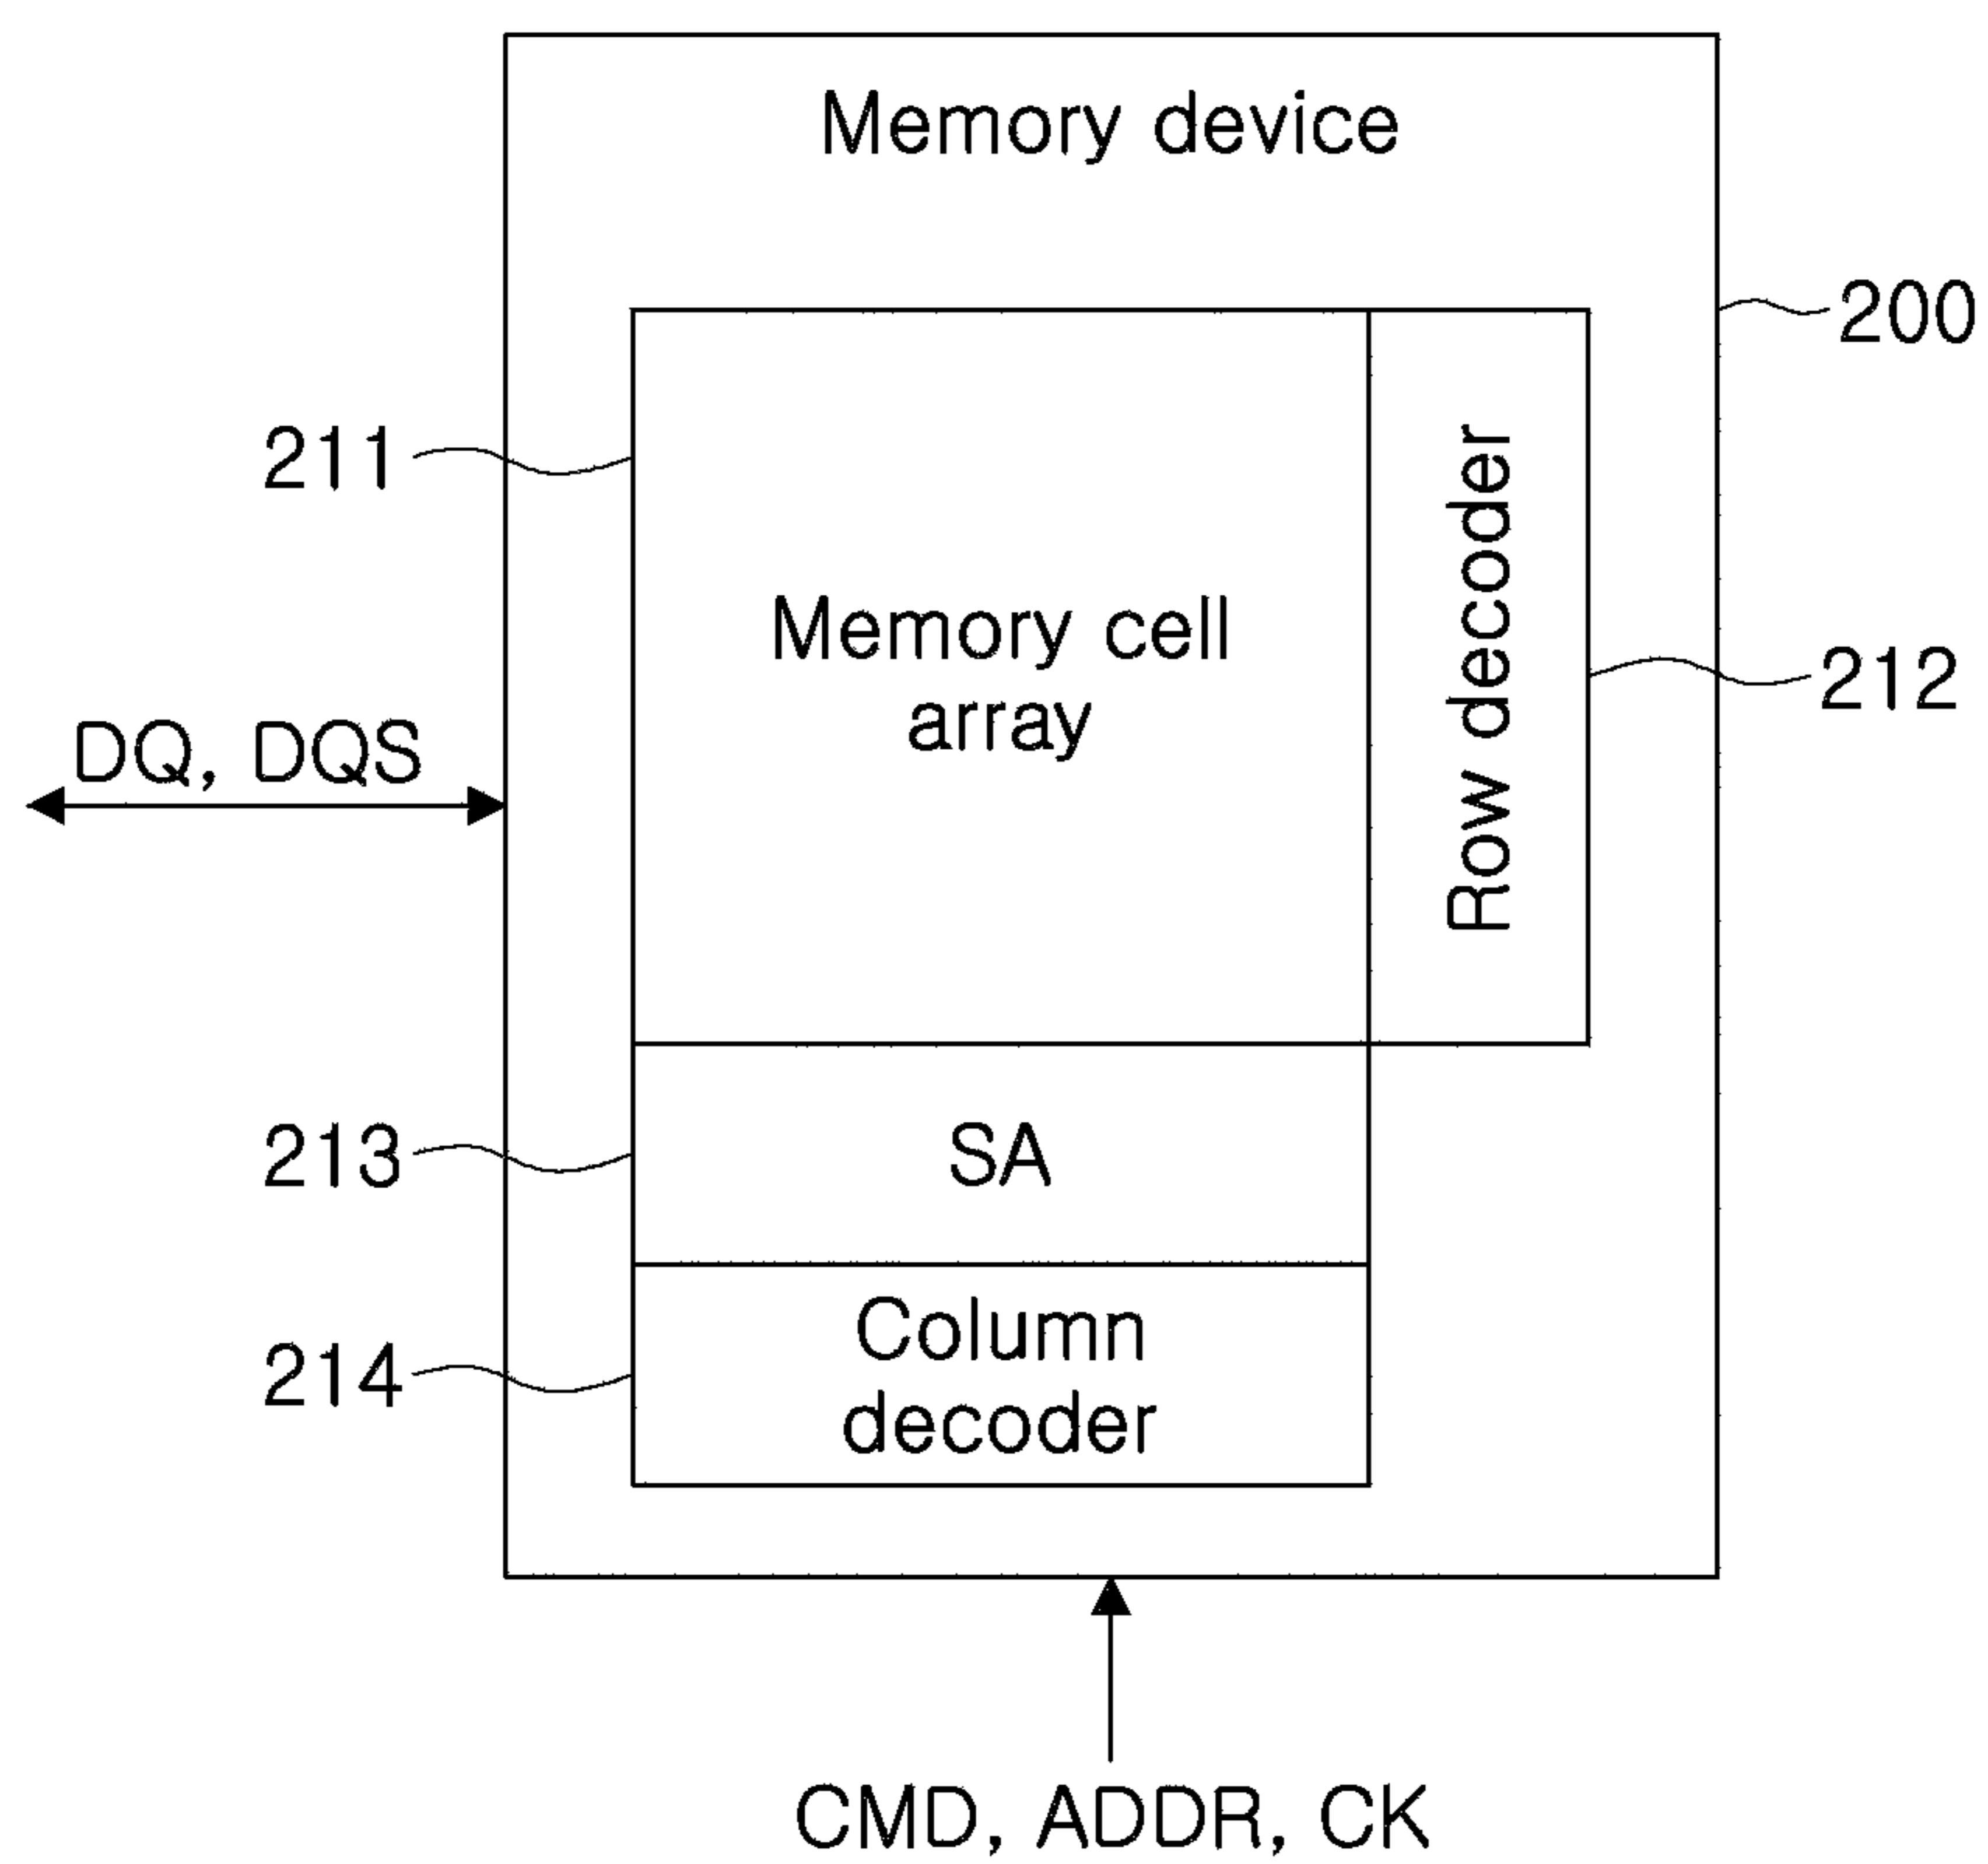 Memory device
200
211
Memory cell
array
Row decoder
212
DQ, DQS
213
SA
214
Column
decoder
CMD, ADDR, CK